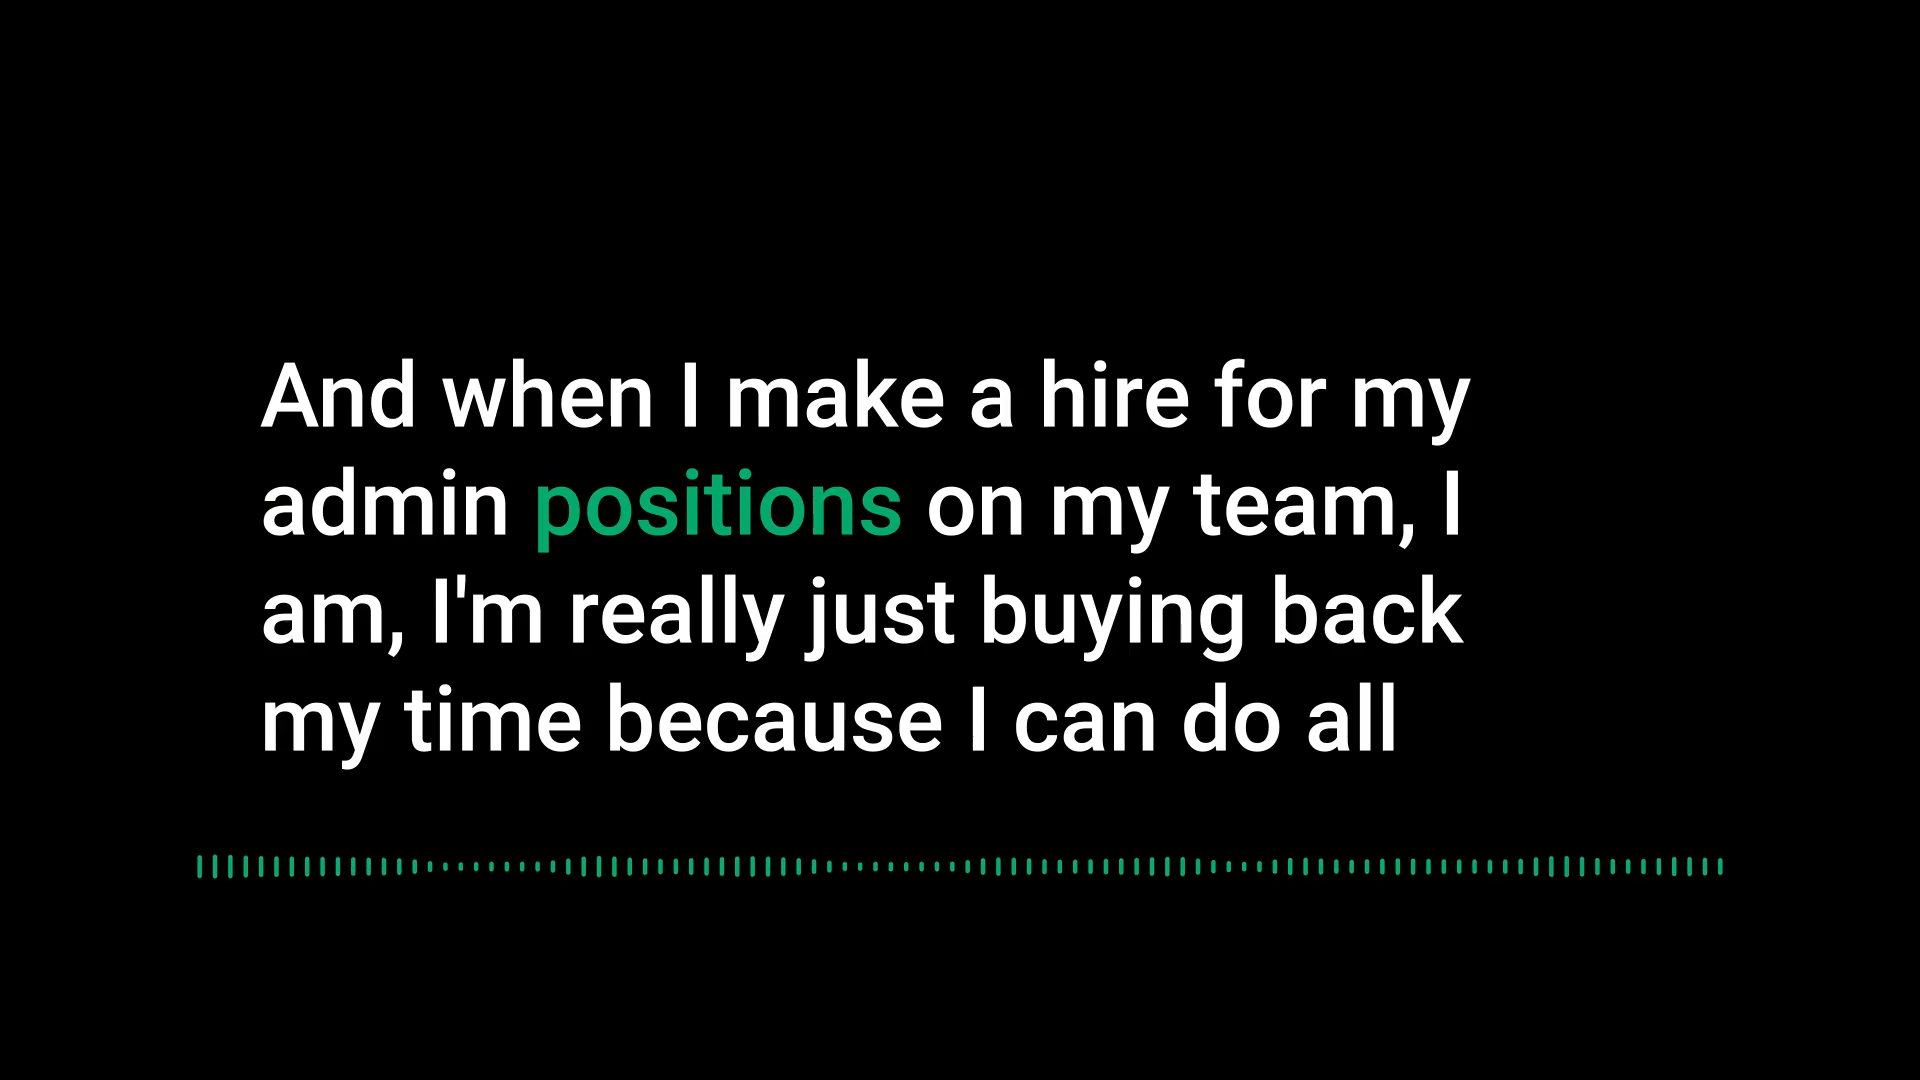 And when I make a hire for my
admin positions on my team, I
am, I'm really just buying back
my time because I can do all